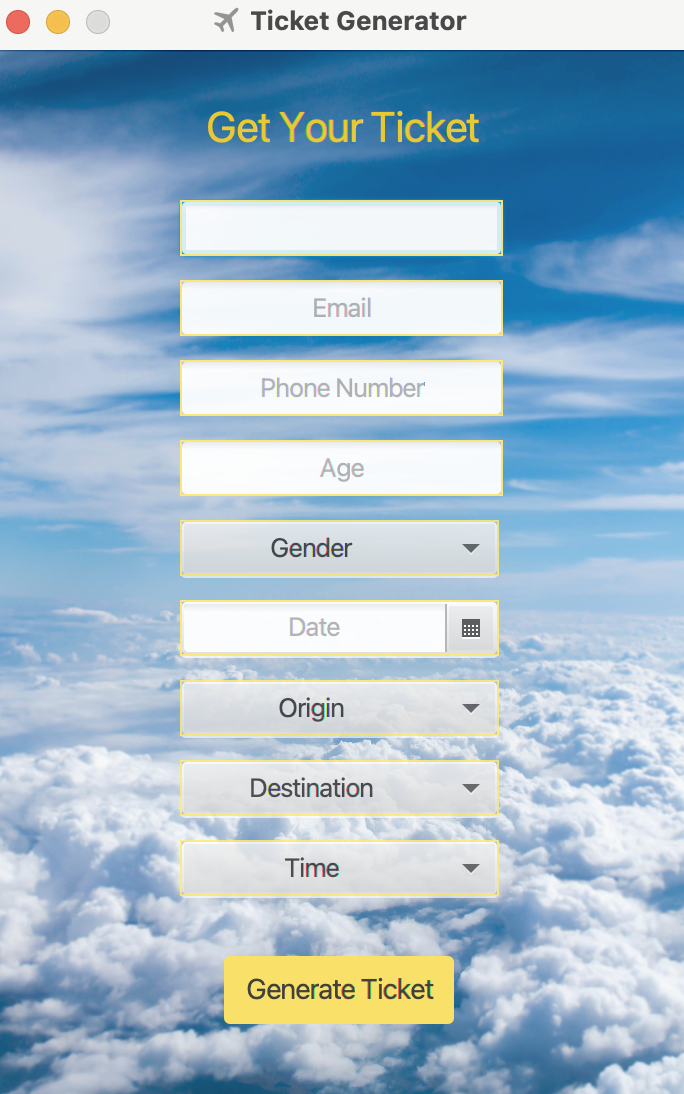 Ticket Generator
Get Your Ticket
Email
Phone Number
Age
Gender
Date
Origin
Destination
Time
Generate Ticket